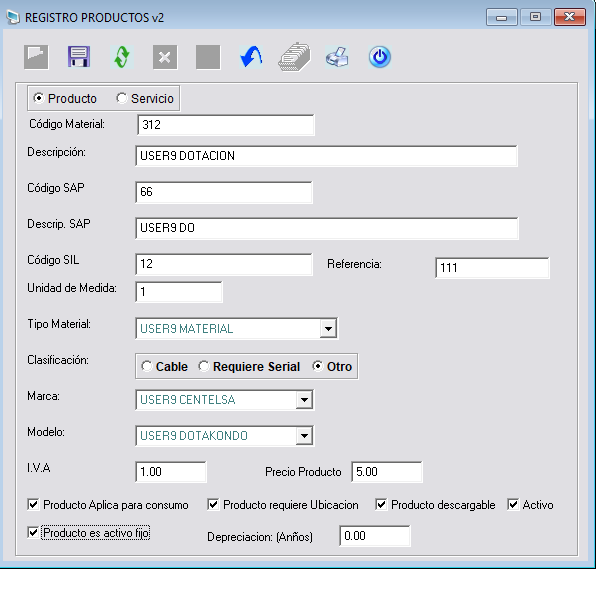 REGISTRO PRODUCTOS v2
Producto Servicio
Código Material: 312
Descripción: USER9 DOTACION
Código SAP 66
Descrip. SAP USER9 DO
Código SIL 12 Referencia: 111
Unidad de Medida: 1
Tipo Material: USER9 MATERIAL
Clasificación: Cable Requiere Serial Otro
Marca: USER9 CENTELSA
Modelo: USER9 DOTAKONDO
I.V.A 1.00 Precio Producto 5.00
Producto Aplica para consumo Producto requiere Ubicacion Producto descargable Activo
Producto es activo fijo Depreciacion: (Anños) 0.00